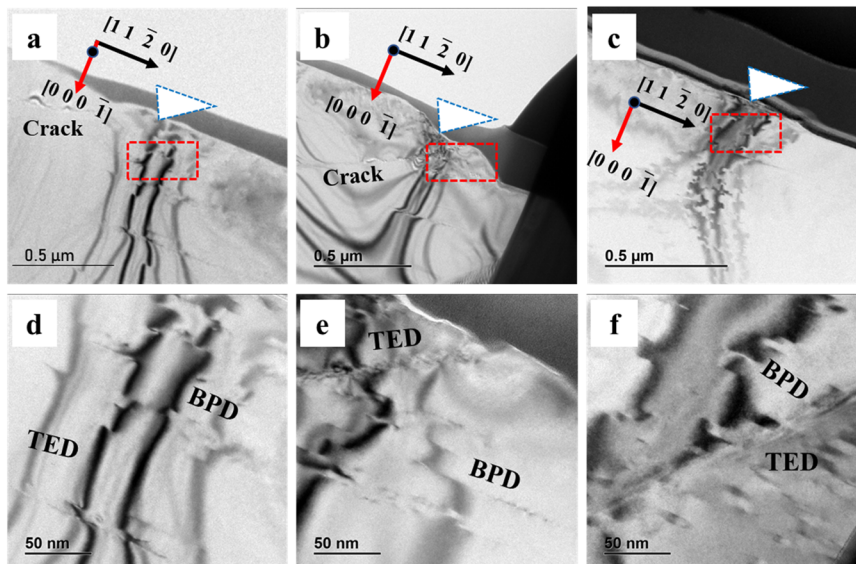 a
[1 1 2̄ 0]
[0 0 0 1̄]
Crack
0.5 µm
b
[1 1 2̄ 0]
[0 0 0 1̄]
Crack
0.5 µm
c
[1 1 2̄ 0]
[0 0 0 1̄]
0.5 µm
d
TED
BPD
50 nm
e
TED
BPD
50 nm
f
BPD
TED
50 nm